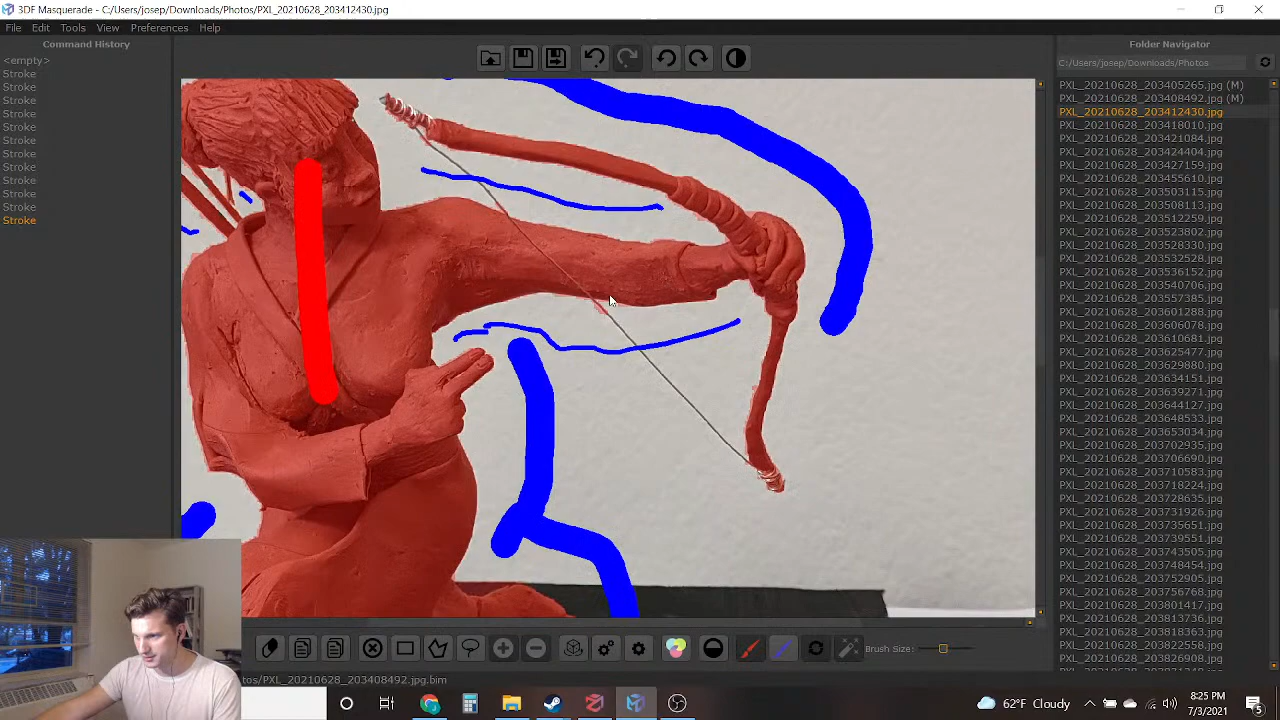 3DF Masquerade - C:/Users/josep/Downloads/Photos/PXL_20210628_203412430.jpg
File Edit Tools View Preferences Help
Command History
<empty>
Stroke
Stroke
Stroke
Stroke
Stroke
Stroke
Stroke
Stroke
Stroke
Stroke
Stroke
Stroke
Folder Navigator
C:/Users/josep/Downloads/Photos
PXL_20210628_203405265.jpg (M)
PXL_20210628_203408492.jpg (M)
PXL_20210628_203412430.jpg
PXL_20210628_203418010.jpg
PXL_20210628_203421084.jpg
PXL_20210628_203424404.jpg
PXL_20210628_203427159.jpg
PXL_20210628_203455610.jpg
PXL_20210628_203503115.jpg
PXL_20210628_203508113.jpg
PXL_20210628_203512259.jpg
PXL_20210628_203523802.jpg
PXL_20210628_203528330.jpg
PXL_20210628_203532558.jpg
PXL_20210628_203536152.jpg
PXL_20210628_203540706.jpg
PXL_20210628_203557385.jpg
PXL_20210628_203601288.jpg
PXL_20210628_203606078.jpg
PXL_20210628_203610681.jpg
PXL_20210628_203625477.jpg
PXL_20210628_203629880.jpg
PXL_20210628_203634151.jpg
PXL_20210628_203639271.jpg
PXL_20210628_203644127.jpg
PXL_20210628_203648533.jpg
PXL_20210628_203653034.jpg
PXL_20210628_203702935.jpg
PXL_20210628_203706690.jpg
PXL_20210628_203710583.jpg
PXL_20210628_203718224.jpg
PXL_20210628_203728635.jpg
PXL_20210628_203731926.jpg
PXL_20210628_203735651.jpg
PXL_20210628_203739551.jpg
PXL_20210628_203743505.jpg
PXL_20210628_203748454.jpg
PXL_20210628_203752905.jpg
PXL_20210628_203756768.jpg
PXL_20210628_203801417.jpg
PXL_20210628_203813736.jpg
PXL_20210628_203818363.jpg
PXL_20210628_203822558.jpg
PXL_20210628_203826908.jpg
Brush Size:
otos/PXL_20210628_203408492.jpg.bim
62°F Cloudy
8:25 PM
7/3/2021
5